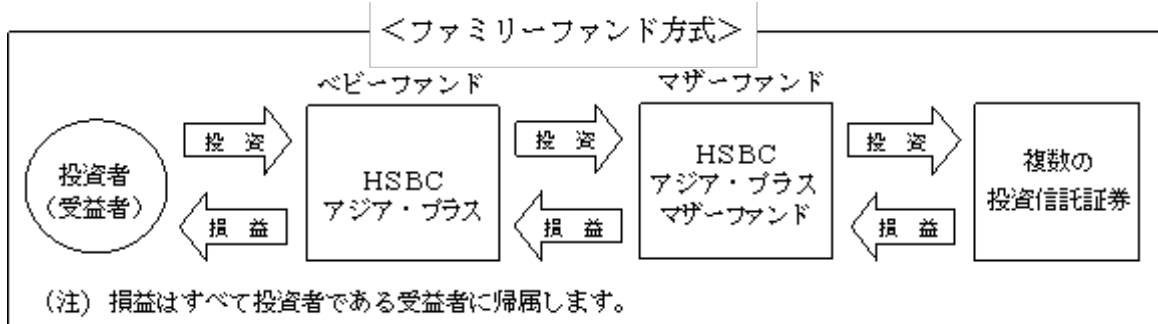 ＜ファミリーファンド方式＞
ベビーファンド
マザーファンド
投資
投資
投資
投資者
（受益者）
HSBC
アジア・プラス
HSBC
アジア・プラス
マザーファンド
複数の
投資信託証券
損益
損益
損益
（注）損益はすべて投資者である受益者に帰属します。